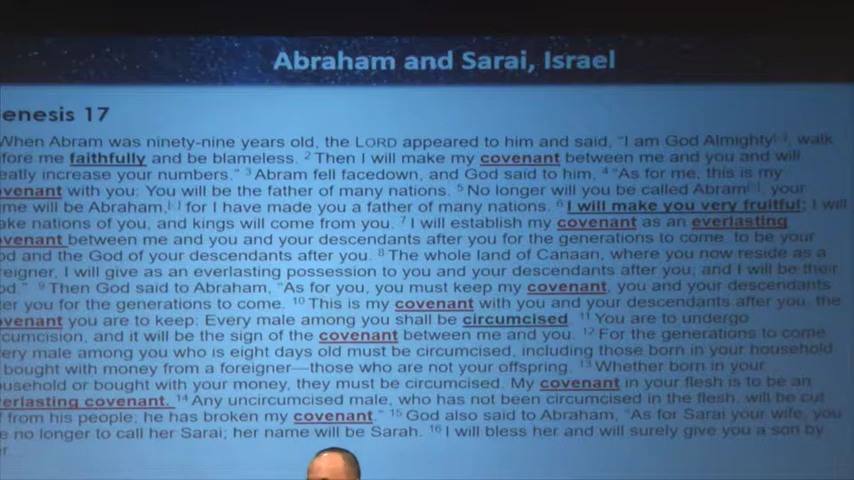 Abraham and Sarai, Israel
enesis 17
When Abram was ninety-nine years old, the LORD appeared to him and said, "I am God Almighty[...], walk
fore me faithfully and be blameless. 2 Then I will make my covenant between me and you and will
eatly increase your numbers." 3 Abram fell facedown, and God said to him, 4 "As for me, this is my
ovenant with you: You will be the father of many nations. 5 No longer will you be called Abram[...], your
me will be Abraham,[...] for I have made you a father of many nations. 6 I will make you very fruitful; I will
ake nations of you, and kings will come from you. 7 I will establish my covenant as an everlasting
ovenant between me and you and your descendants after you for the generations to come, to be your
od and the God of your descendants after you. 8 The whole land of Canaan, where you now reside as a
reigner, I will give as an everlasting possession to you and your descendants after you; and I will be their
od." 9 Then God said to Abraham, "As for you, you must keep my covenant, you and your descendants
ter you for the generations to come. 10 This is my covenant with you and your descendants after you, the
ovenant you are to keep: Every male among you shall be circumcised 11 You are to undergo
cumcision, and it will be the sign of the covenant between me and you. 12 For the generations to come
ery male among you who is eight days old must be circumcised, including those born in your household
bought with money from a foreigner—those who are not your offspring. 13 Whether born in your
usehold or bought with your money, they must be circumcised. My covenant in your flesh is to be an
verlasting covenant. 14 Any uncircumcised male, who has not been circumcised in the flesh, will be cut
f from his people; he has broken my covenant." 15 God also said to Abraham, "As for Sarai your wife, you
e no longer to call her Sarai; her name will be Sarah. 16 I will bless her and will surely give you a son by
er.